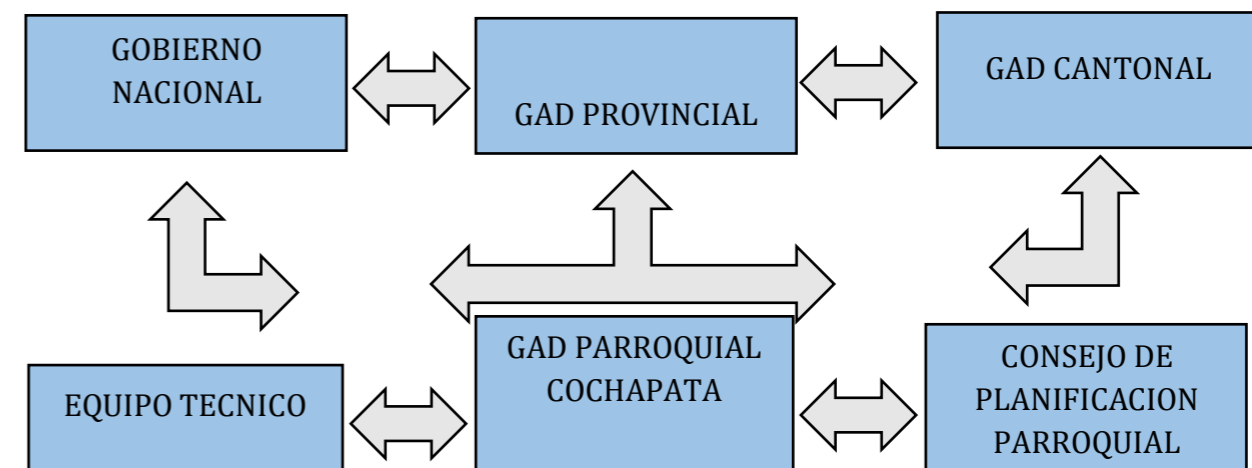 GOBIERNO
NACIONAL
GAD PROVINCIAL
GAD CANTONAL
EQUIPO TECNICO
GAD PARROQUIAL
COCHAPATA
CONSEJO DE
PLANIFICACION
PARROQUIAL